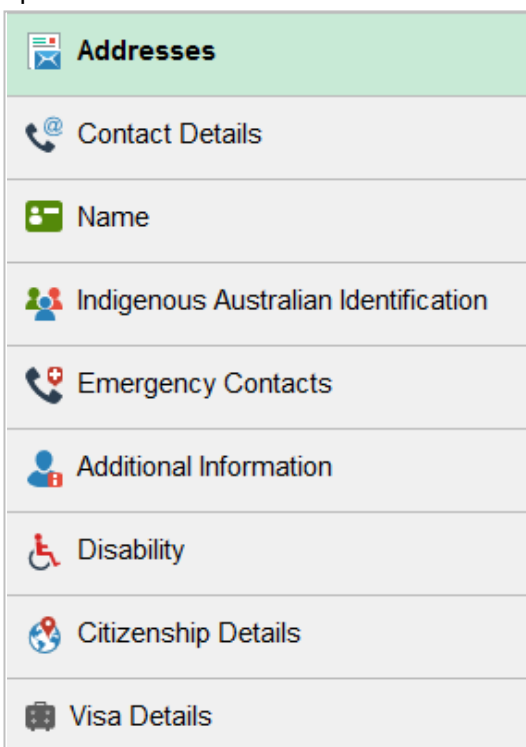 Addresses
Contact Details
Name
Indigenous Australian Identification
Emergency Contacts
Additional Information
Disability
Citizenship Details
Visa Details